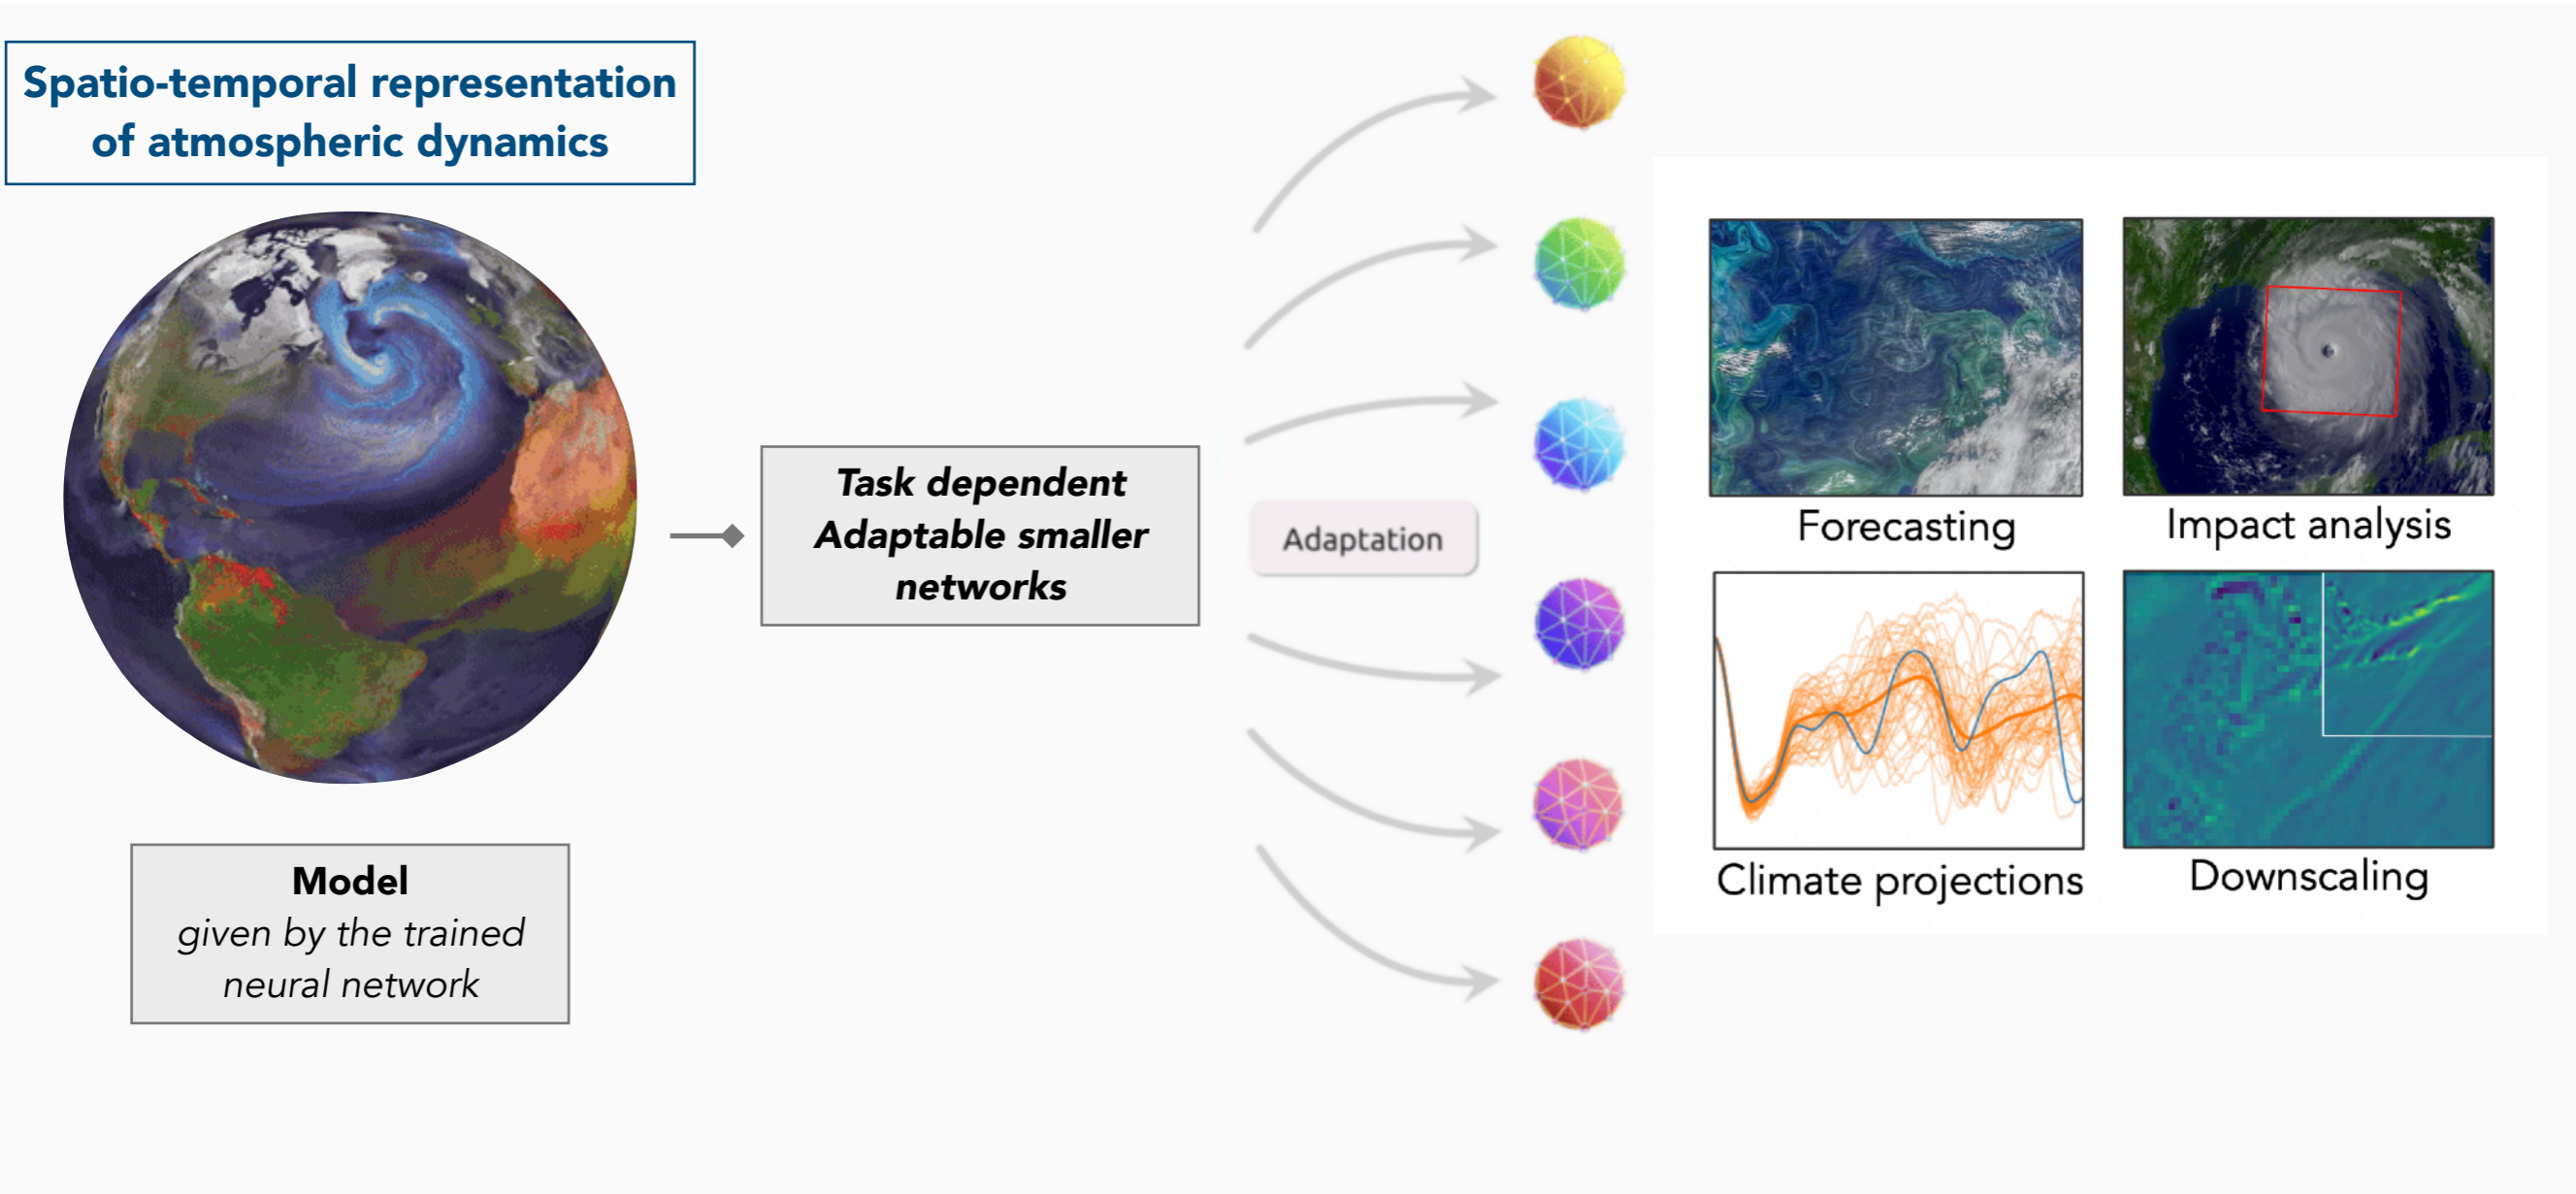 Spatio-temporal representation
of atmospheric dynamics
Model
given by the trained
neural network
Task dependent
Adaptable smaller
networks
Adaptation
Forecasting
Impact analysis
Climate projections
Downscaling